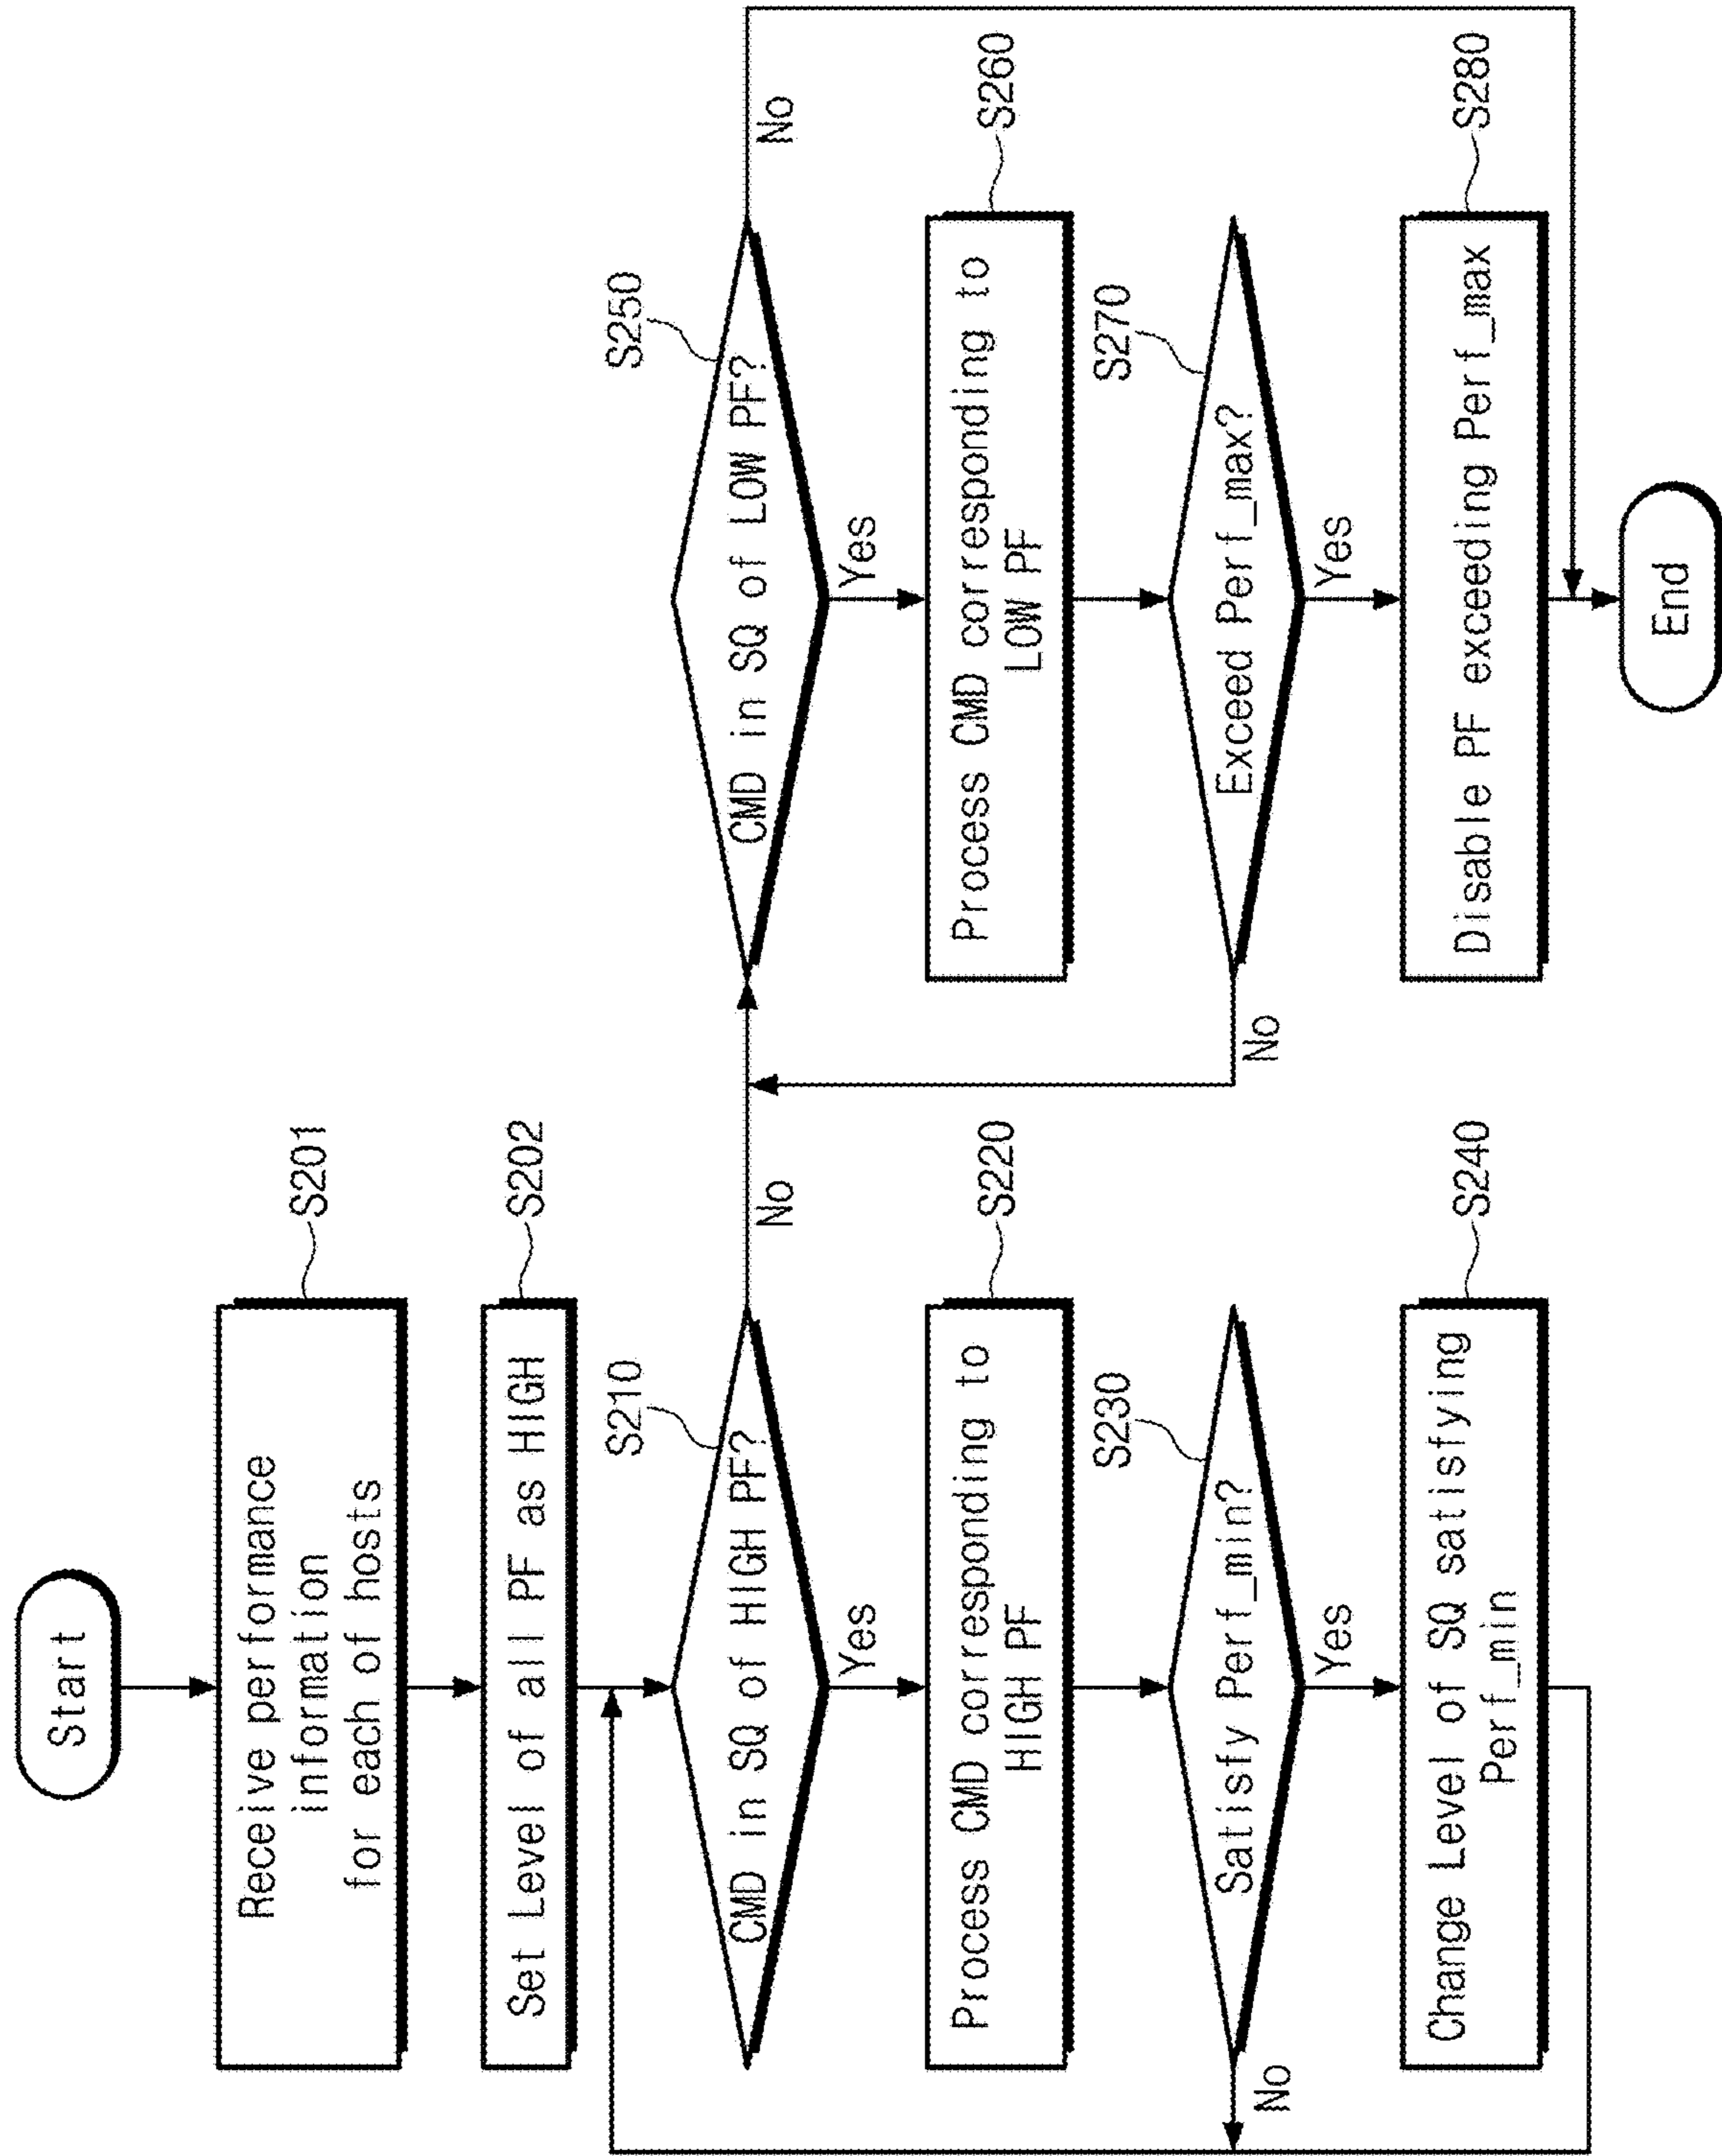 Start
Receive performance
information
for each of hosts
S201
Set Level of all PF as HIGH
S202
CMD in SQ of HIGH PF?
S210
No
Yes
Process CMD corresponding to
HIGH PF
S220
Satisfy Perf_min?
S230
No
Yes
Change Level of SQ satisfying
Perf_min
S240
CMD in SQ of LOW PF?
S250
No
Yes
Process CMD corresponding to
LOW PF
S260
Exceed Perf_max?
S270
No
Yes
Disable PF exceeding Perf_max
S280
End